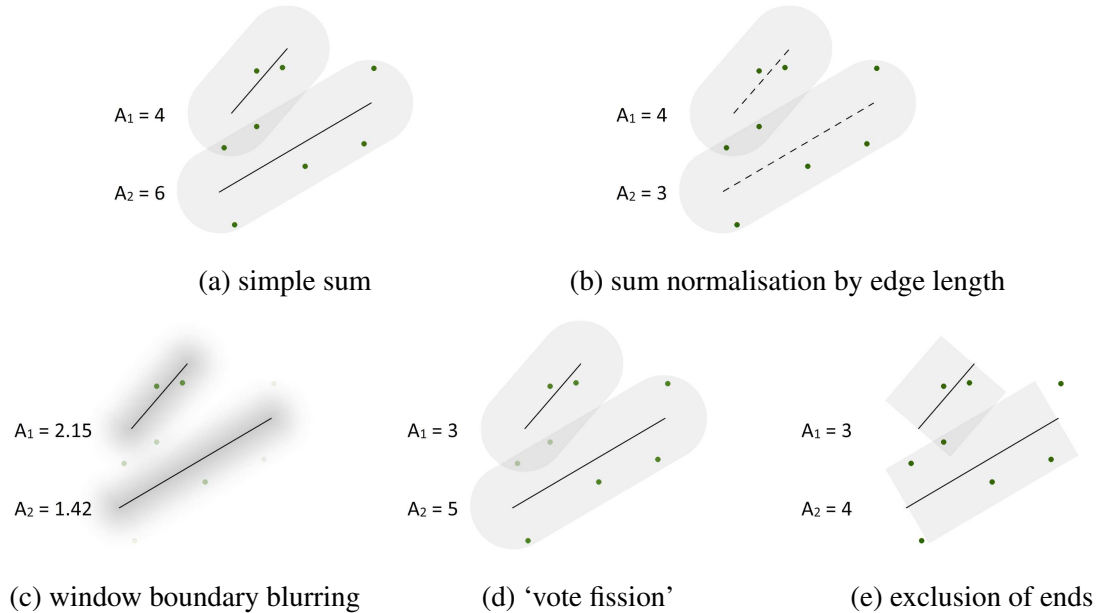 A₁ = 4
A₂ = 6
(a) simple sum
A₁ = 4
A₂ = 3
(b) sum normalisation by edge length
A₁ = 2.15
A₂ = 1.42
(c) window boundary blurring
A₁ = 3
A₂ = 5
(d) ‘vote fission’
A₁ = 3
A₂ = 4
(e) exclusion of ends